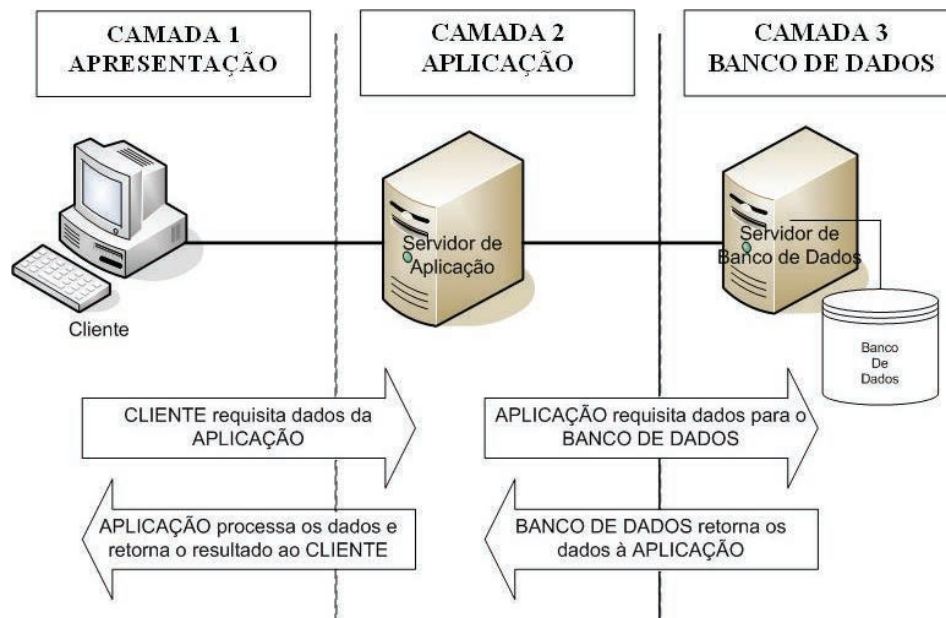 CAMADA 1
APRESENTAÇÃO
CAMADA 2
APLICAÇÃO
CAMADA 3
BANCO DE DADOS
Cliente
Servidor de
Aplicação
Servidor de
Banco de Dados
Banco
De
Dados
CLIENTE requisita dados da
APLICAÇÃO
APLICAÇÃO requisita dados para o
BANCO DE DADOS
APLICAÇÃO processa os dados e
retorna o resultado ao CLIENTE
BANCO DE DADOS retorna os
dados à APLICAÇÃO